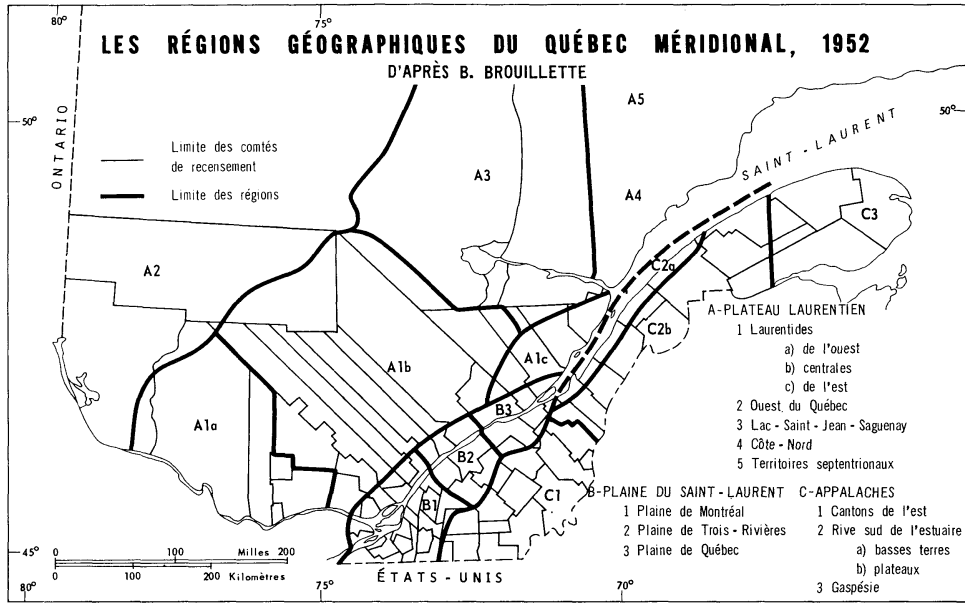 80°
75°
LES RÉGIONS GÉOGRAPHIQUES DU QUÉBEC MÉRIDIONAL, 1952
D'APRÈS B. BROUILLETTE
A5
50°
50°
SAINT-LAURENT
ONTARIO
Limite des comtés
de recensement
Limite des régions
A3
A4
C3
A2
C2a
C2b
A1c
A1b
A1a
B3
B2
B1
C1
A-PLATEAU LAURENTIEN
1 Laurentides
a) de l'ouest
b) centrales
c) de l'est
2 Ouest du Québec
3 Lac-Saint-Jean-Saguenay
4 Côte-Nord
5 Territoires septentrionaux
B-PLAINE DU SAINT-LAURENT
1 Plaine de Montréal
2 Plaine de Trois-Rivières
3 Plaine de Québec
C-APPALACHES
1 Cantons de l'est
2 Rive sud de l'estuaire
a) basses terres
b) plateaux
3 Gaspésie
45°
45°
0 Milles 200
0 100 200
Kilomètres
ÉTATS-UNIS
80°
75°
70°